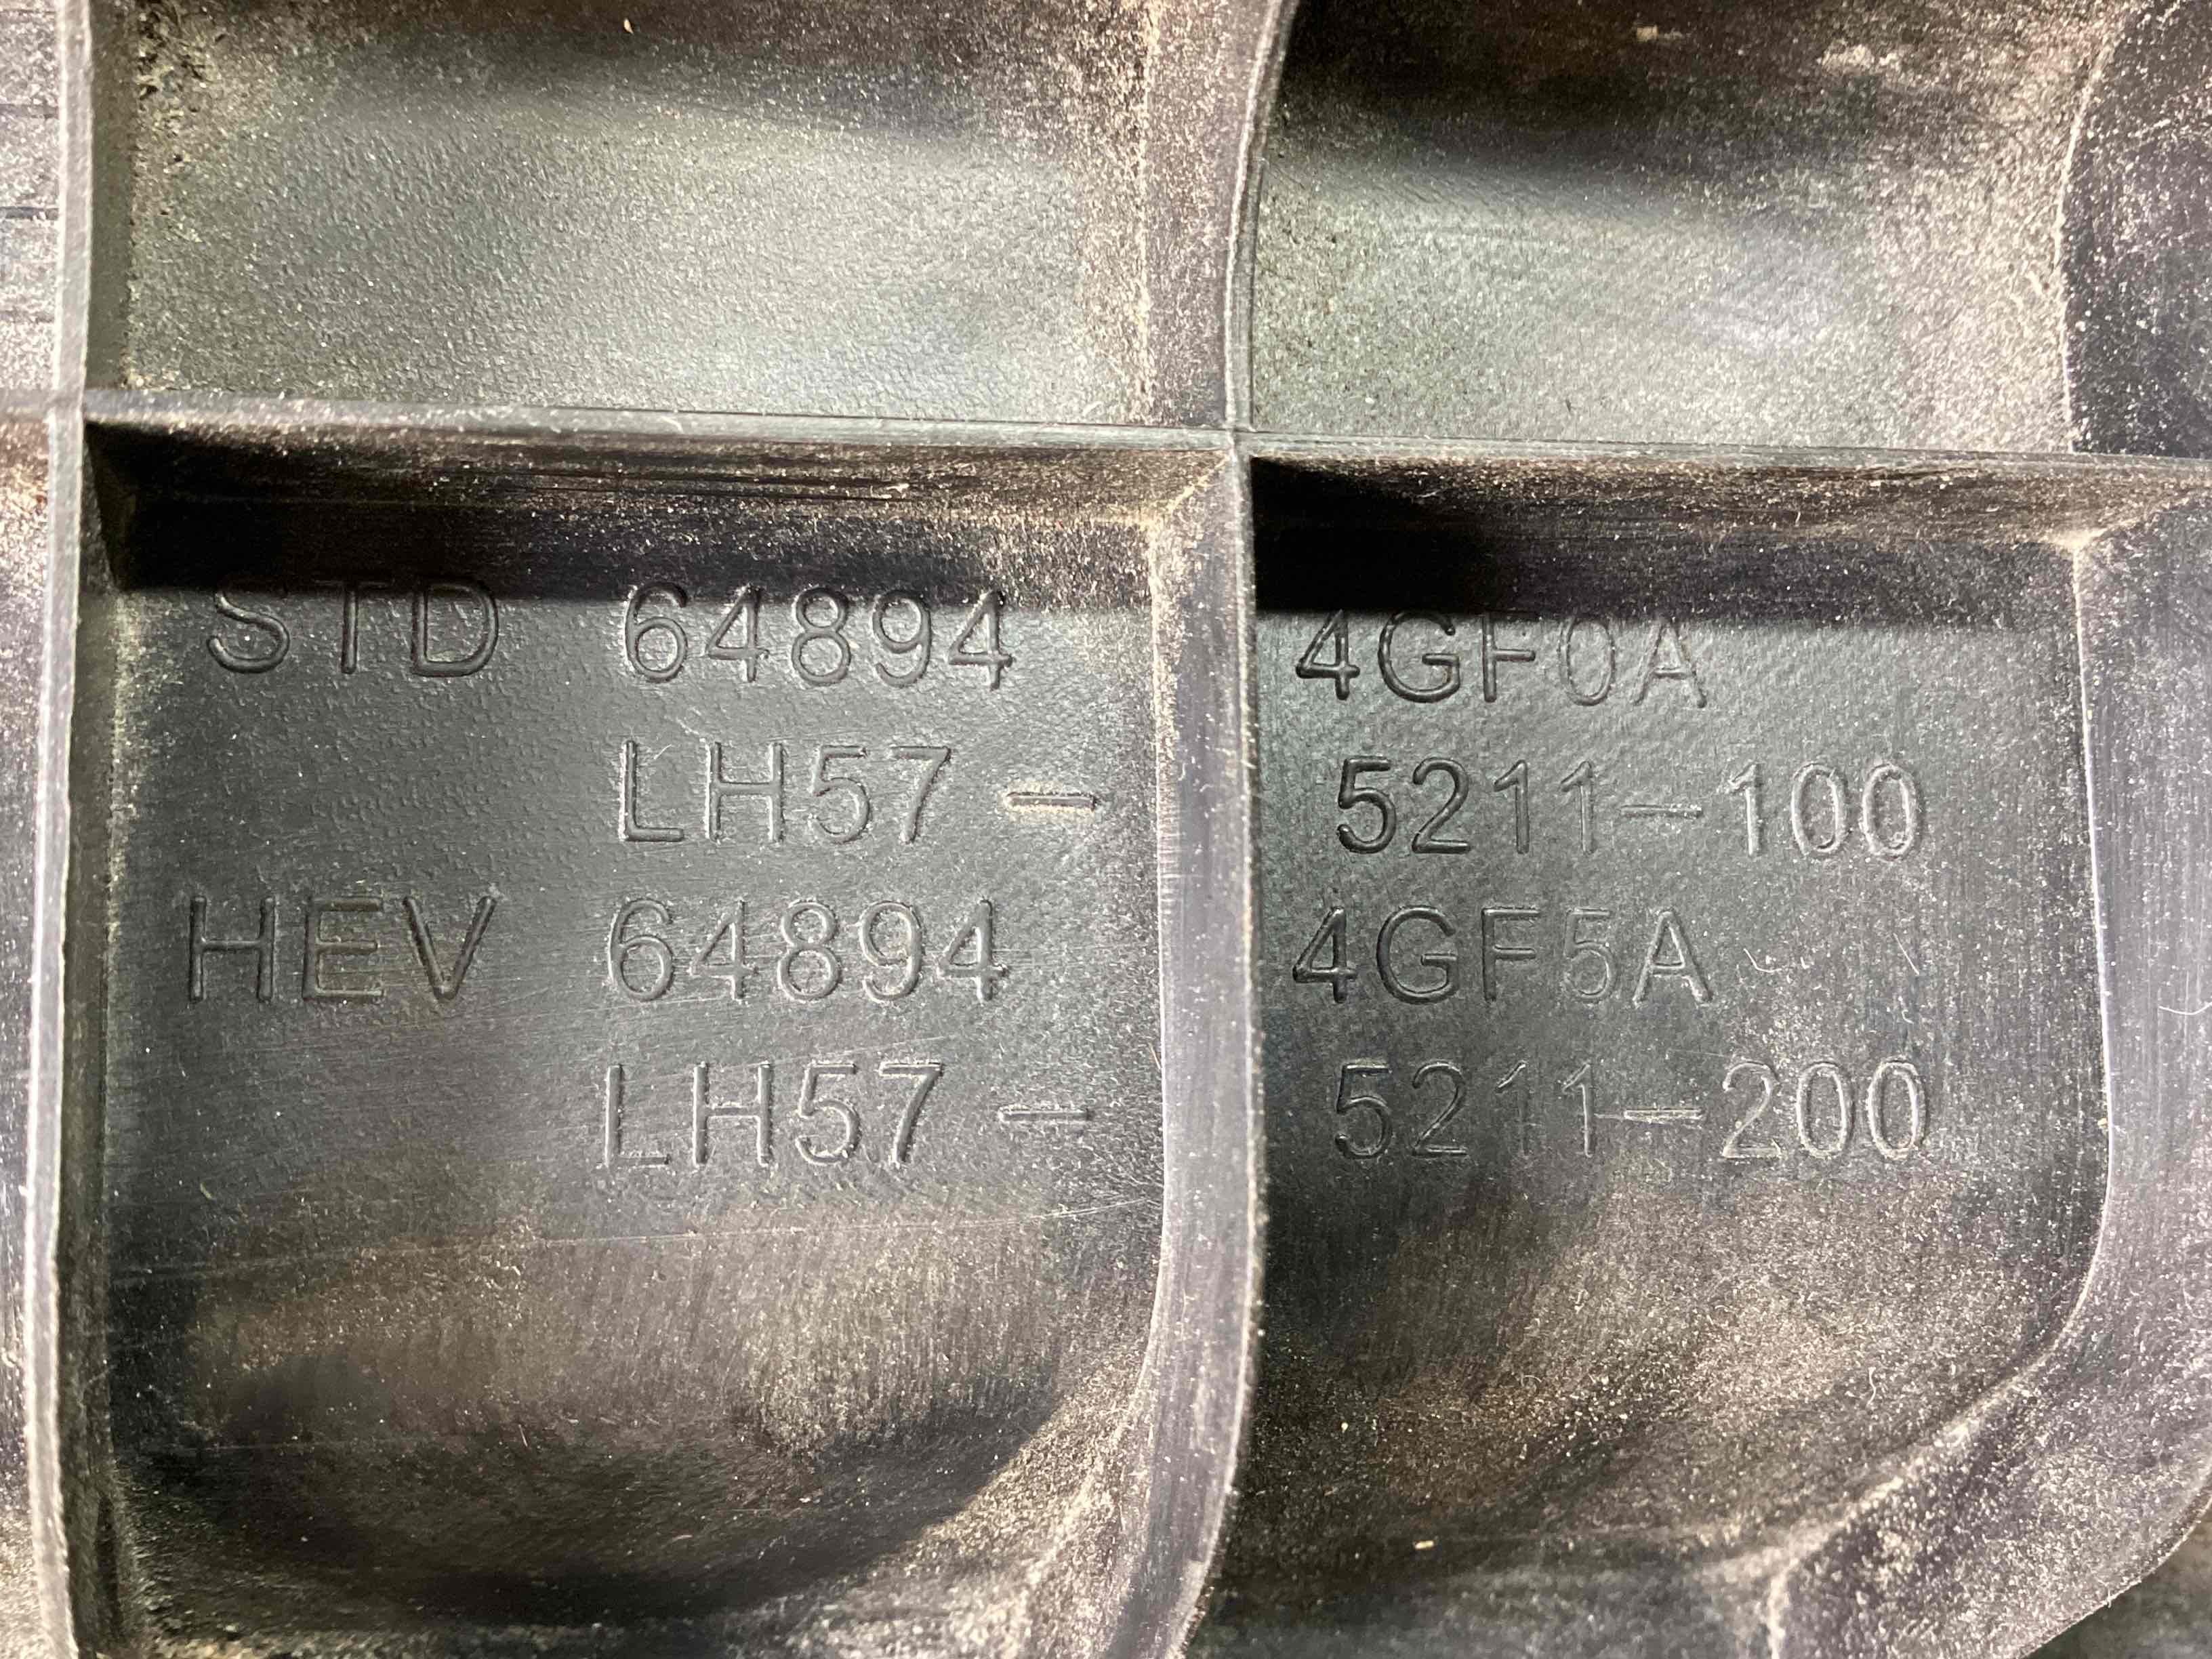 STD 64894 4GF0A
LH57- 5211-100
HEV 64894 4GF5A
LH57- 5211-200